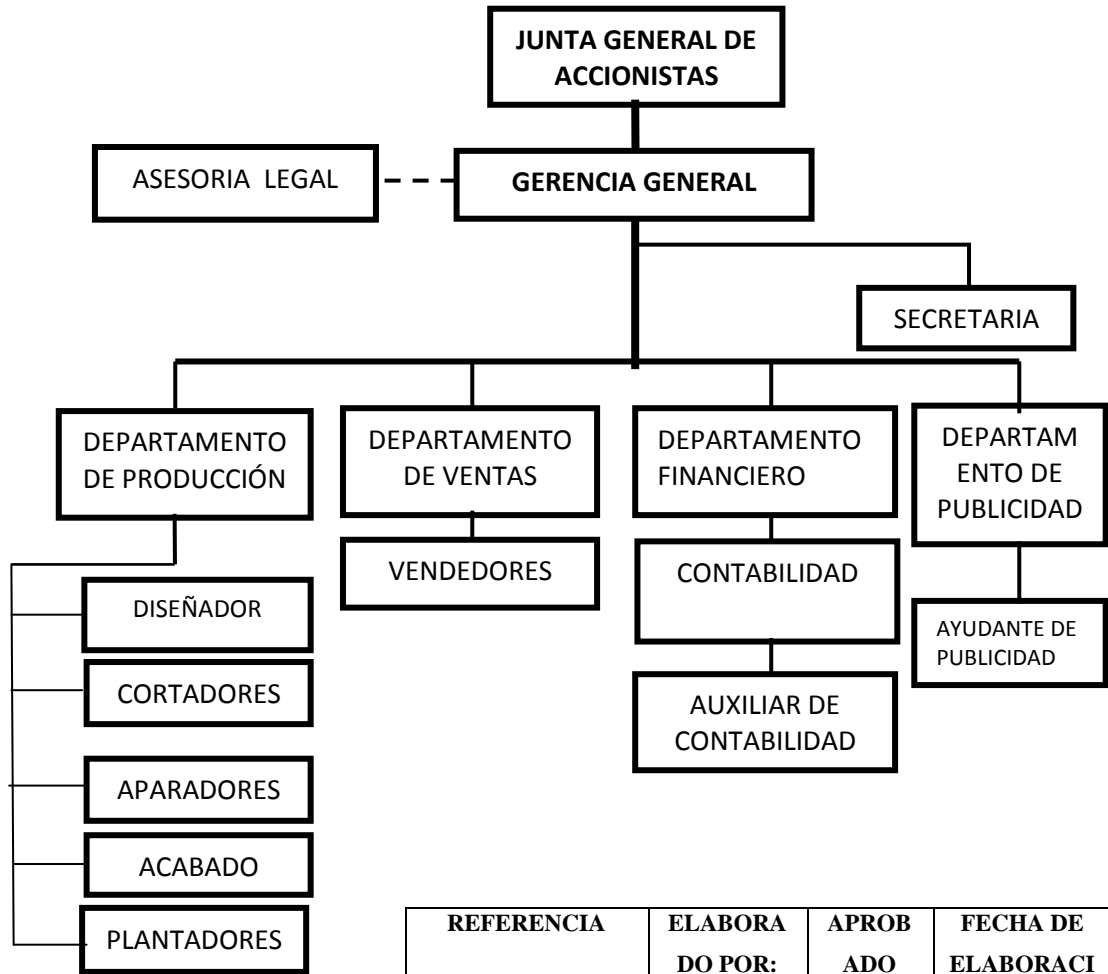 JUNTA GENERAL DE
ACCIONISTAS
ASESORIA LEGAL
GERENCIA GENERAL
SECRETARIA
DEPARTAMENTO
DE PRODUCCIÓN
DEPARTAMENTO
DE VENTAS
DEPARTAMENTO
FINANCIERO
DEPARTAM
ENTO DE
PUBLICIDAD
VENDEDORES
CONTABILIDAD
AYUDANTE DE
PUBLICIDAD
DISEÑADOR
CORTADORES
AUXILIAR DE
CONTABILIDAD
APARADORES
ACABADO
PLANTADORES
REFERENCIA
ELABORA
DO POR:
APROB
ADO
FECHA DE
ELABORACI